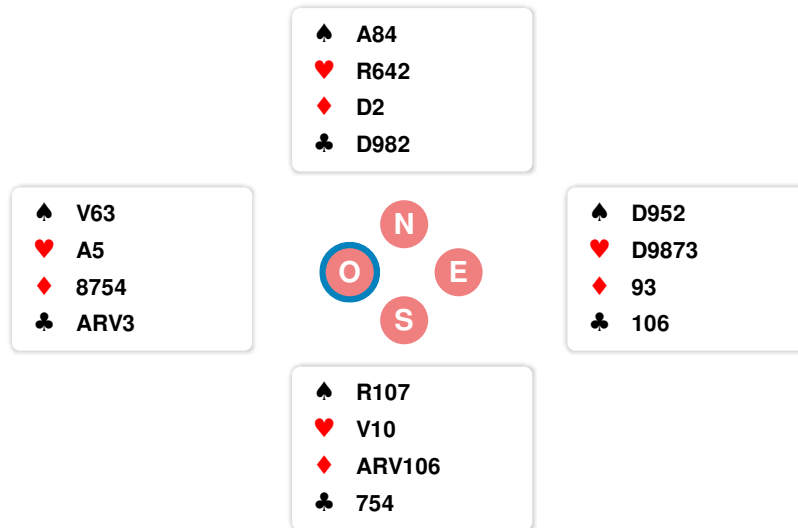 ♠ A84
♥ R642
♦ D2
♣ D982
♠ V63
♥ A5
♦ 8754
♣ ARV3
N
O
E
S
♠ D952
♥ D9873
♦ 93
♣ 106
♠ R107
♥ V10
♦ ARV106
♣ 754